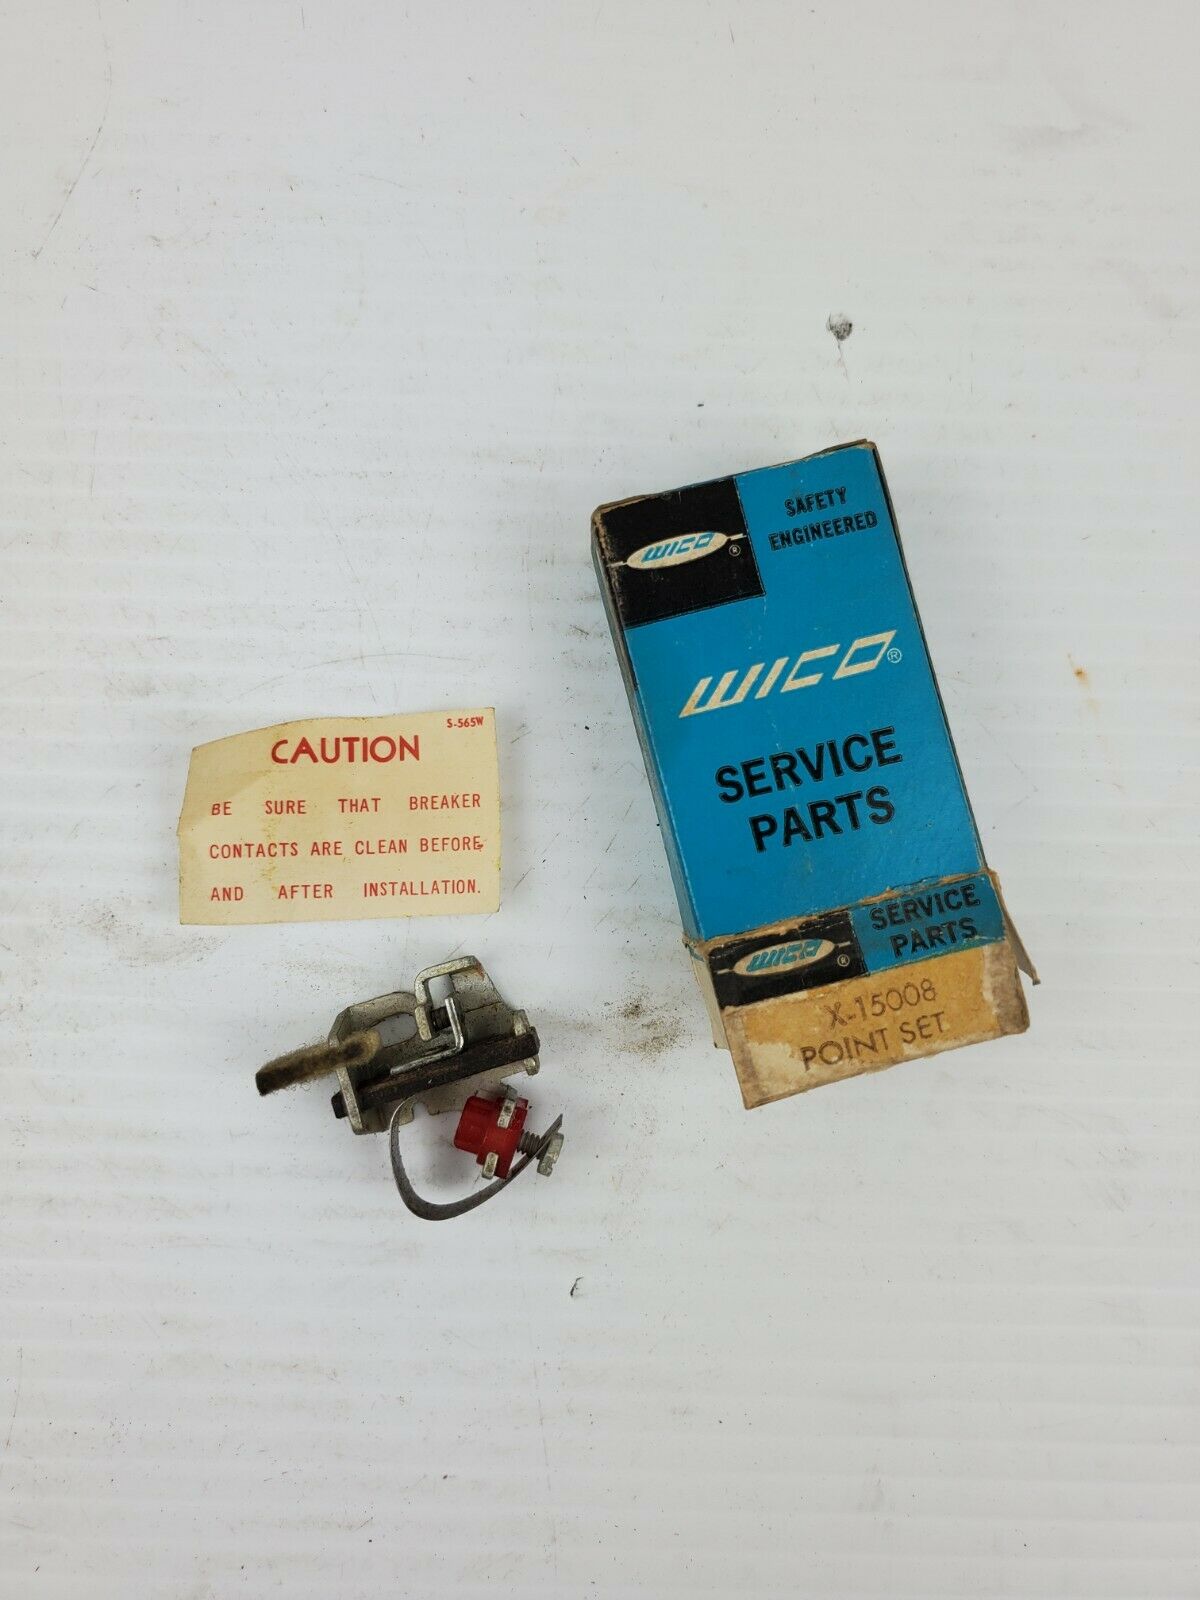 S-565W
CAUTION
BE SURE THAT BREAKER
CONTACTS ARE CLEAN BEFORE
AND AFTER INSTALLATION.
WICO ®
SAFETY
ENGINEERED
WICO®
SERVICE
PARTS
WICO ®
SERVICE
PARTS
X-15008
POINT SET